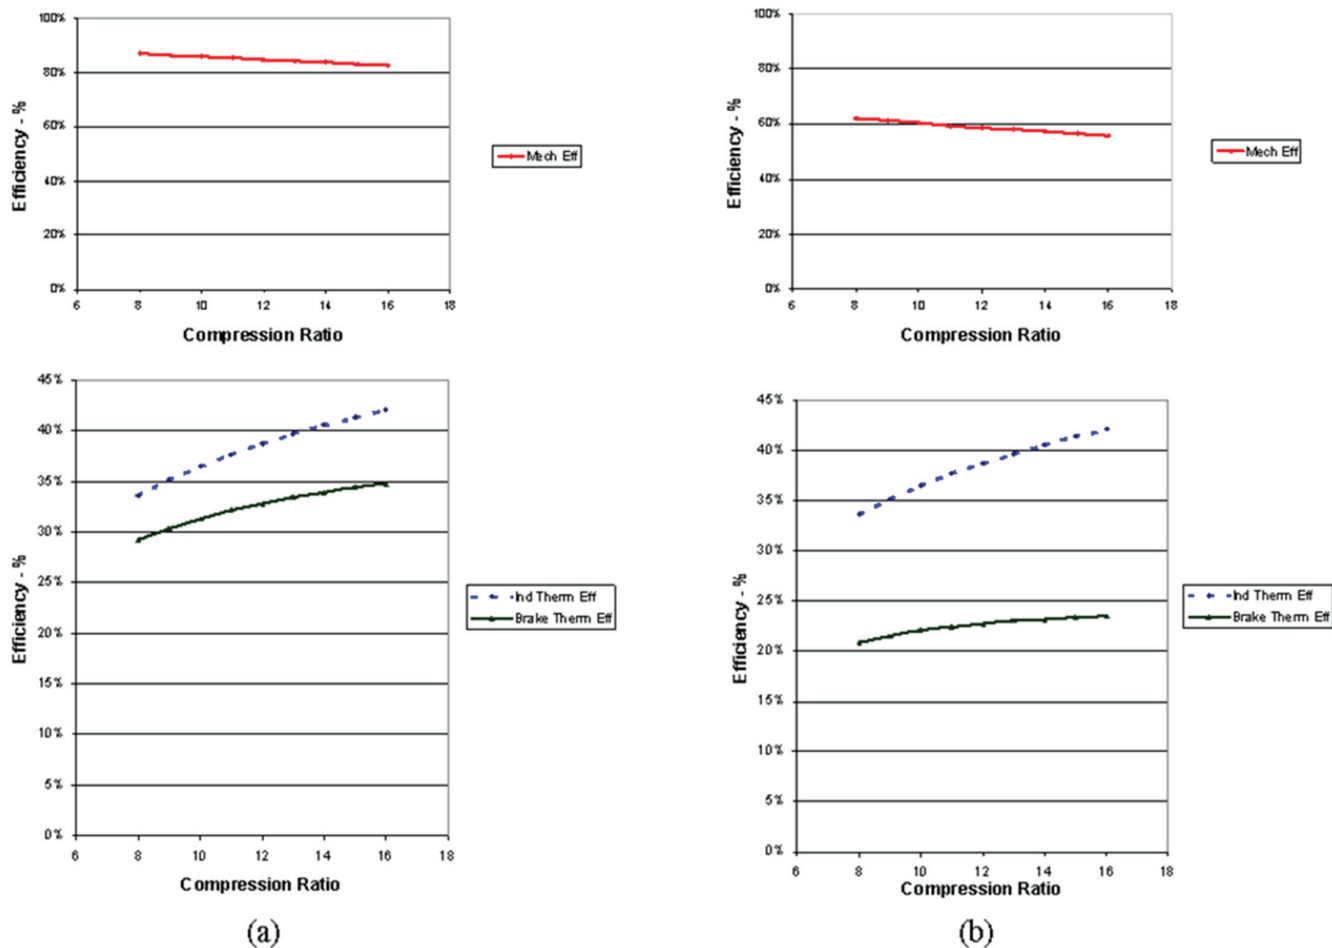 100%
80%
60%
40%
20%
0%
Efficiency - %
6 8 10 12 14 16 18
Compression Ratio
Mech Eff
100%
80%
60%
40%
20%
0%
Efficiency - %
6 8 10 12 14 16 18
Compression Ratio
Mech Eff
45%
40%
35%
30%
25%
20%
15%
10%
5%
0%
Efficiency - %
6 8 10 12 14 16 18
Compression Ratio
Ind Therm Eff
Brake Therm Eff
(a)
45%
40%
35%
30%
25%
20%
15%
10%
5%
0%
Efficiency - %
6 8 10 12 14 16 18
Compression Ratio
Ind Therm Eff
Brake Therm Eff
(b)